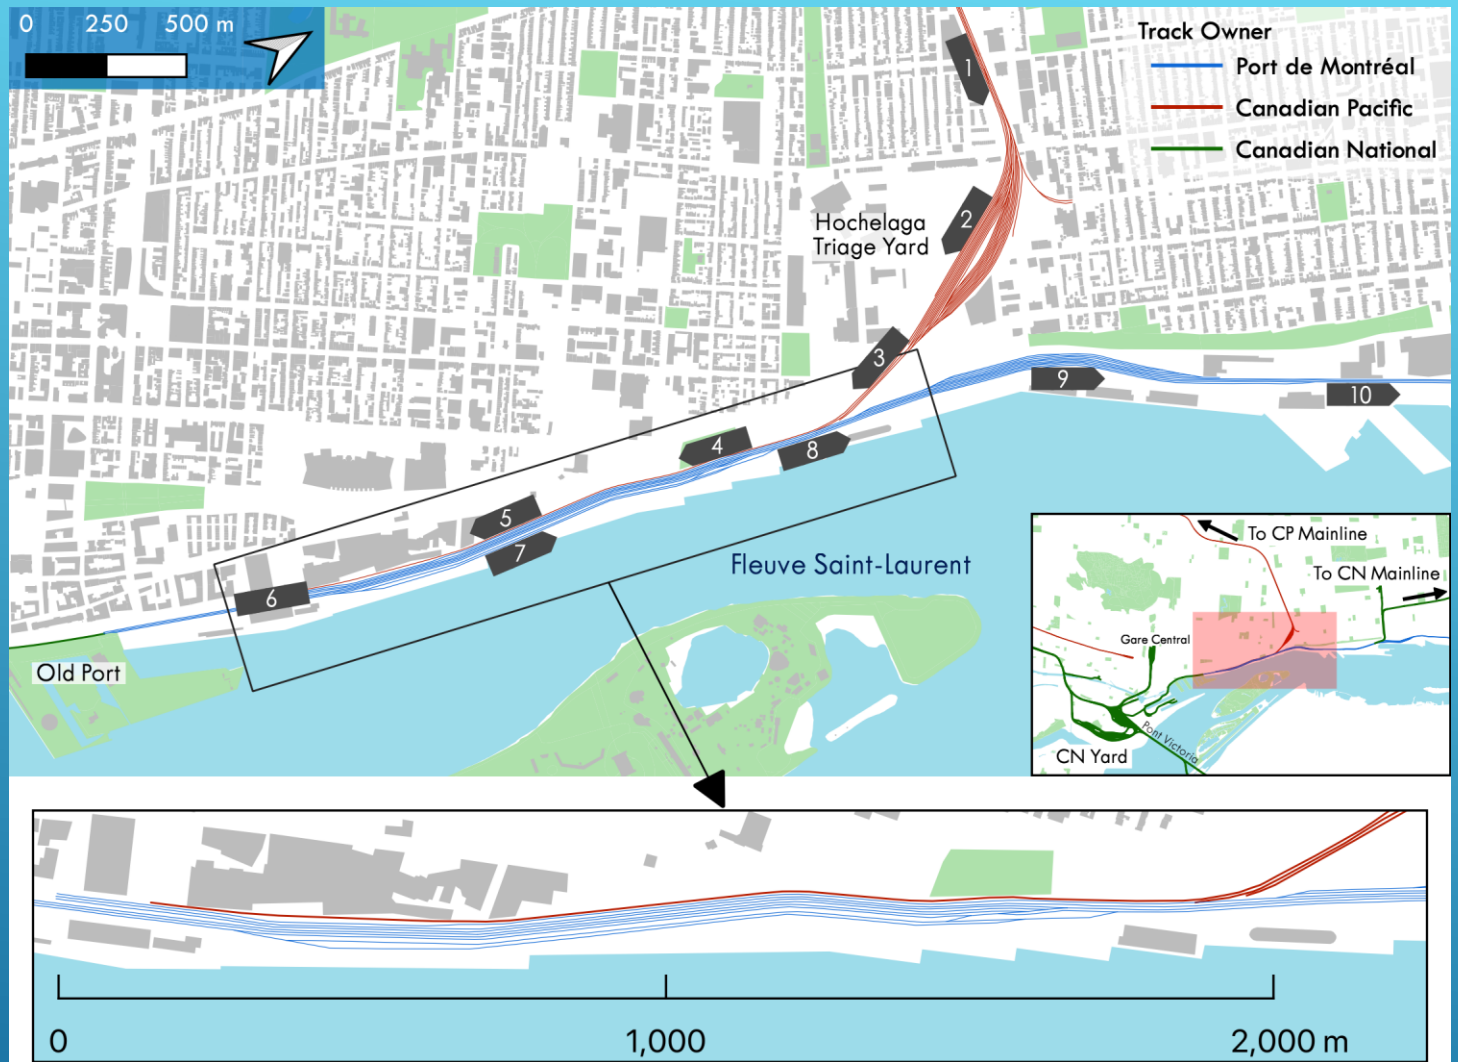 0 250 500 m
Track Owner
Port de Montréal
Canadian Pacific
Canadian National
1
2
Hochelaga
Triage Yard
3
9
10
4
8
5
7
6
Fleuve Saint-Laurent
Old Port
To CP Mainline
To CN Mainline
Gare Central
Pont Victoria
CN Yard
0 1,000 2,000 m